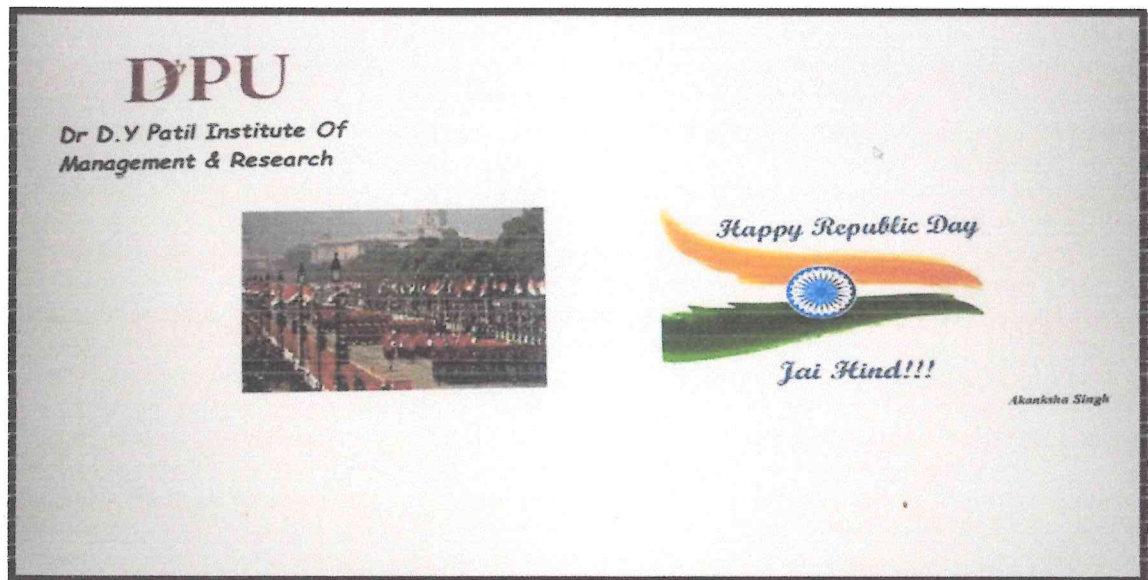 DPU
Dr D.Y Patil Institute Of
Management & Research
Happy Republic Day
Jai Hind!!!
Akanksha Singh